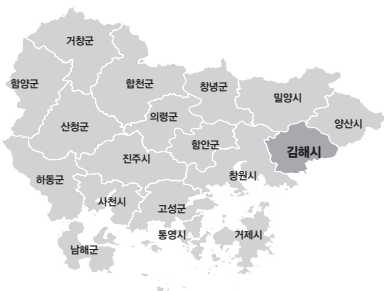 거창군
함양군
합천군
창녕군
밀양시
의령군
양산시
산청군
함안군
김해시
진주시
창원시
하동군
사천시
고성군
통영시
거제시
남해군